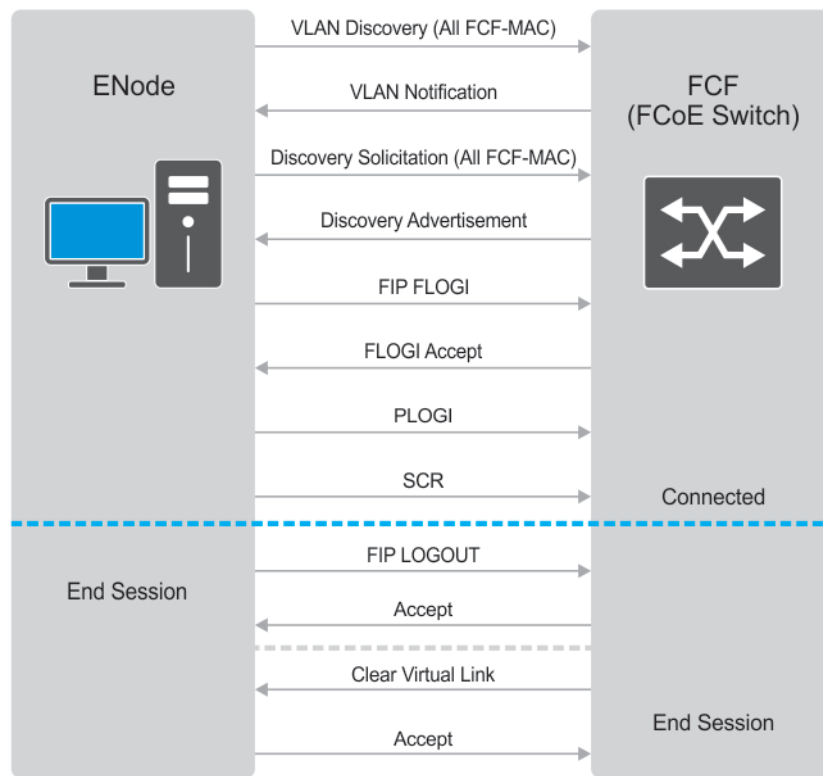 VLAN Discovery (All FCF-MAC)
ENode
FCF
(FCoE Switch)
VLAN Notification
Discovery Solicitation (All FCF-MAC)
Discovery Advertisement
FIP FLOGI
FLOGI Accept
PLOGI
SCR
Connected
FIP LOGOUT
End Session
Accept
Clear Virtual Link
End Session
Accept